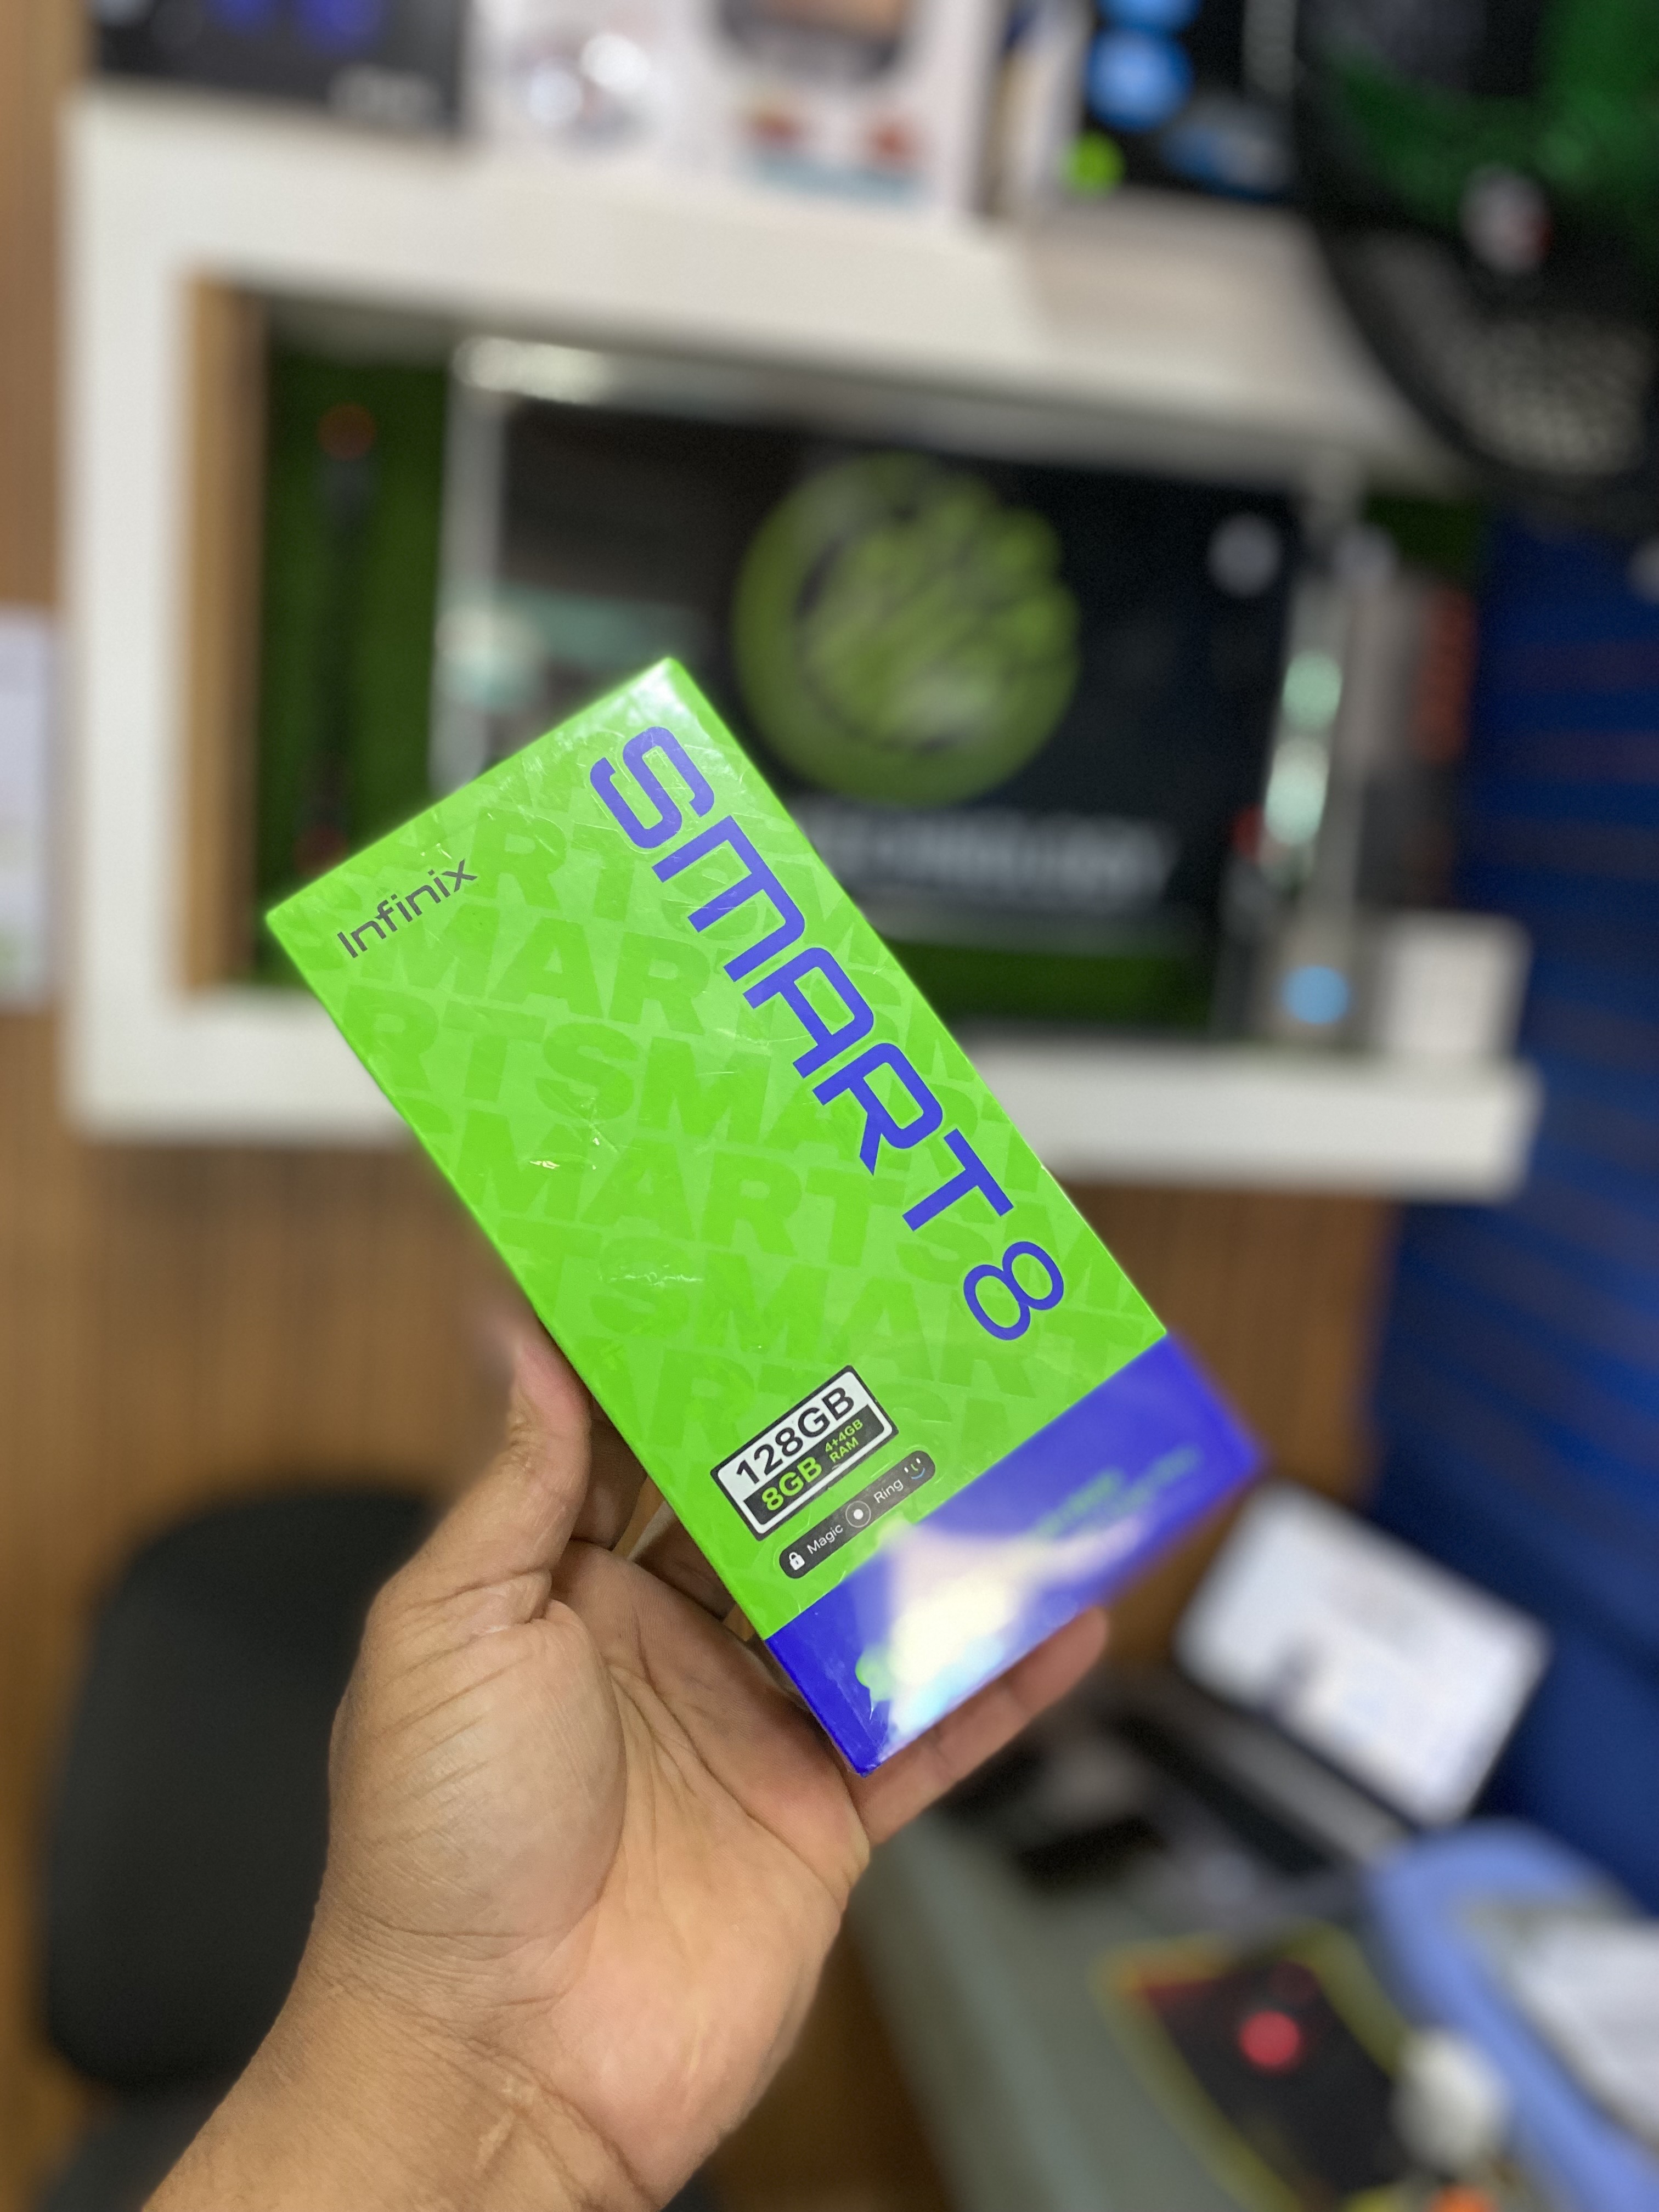 Infinix
SMART 8
128GB
8GB 4+4GB RAM
Magic Ring